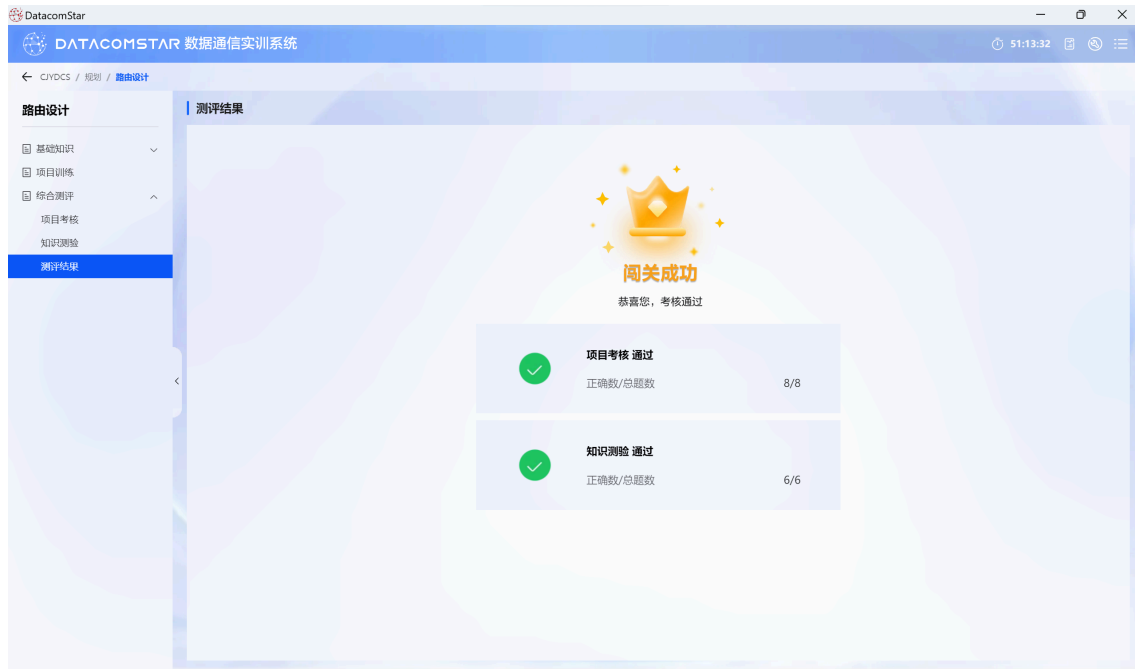 DatacomStar
DATACOMSTAR 数据通信实训系统
51:13:32
CJYDCS / 规划 / 路由设计
路由设计
基础知识
项目训练
综合测评
项目考核
知识测验
测评结果
测评结果
闯关成功
恭喜您，考核通过
项目考核 通过
正确数/总题数 8/8
知识测验 通过
正确数/总题数 6/6